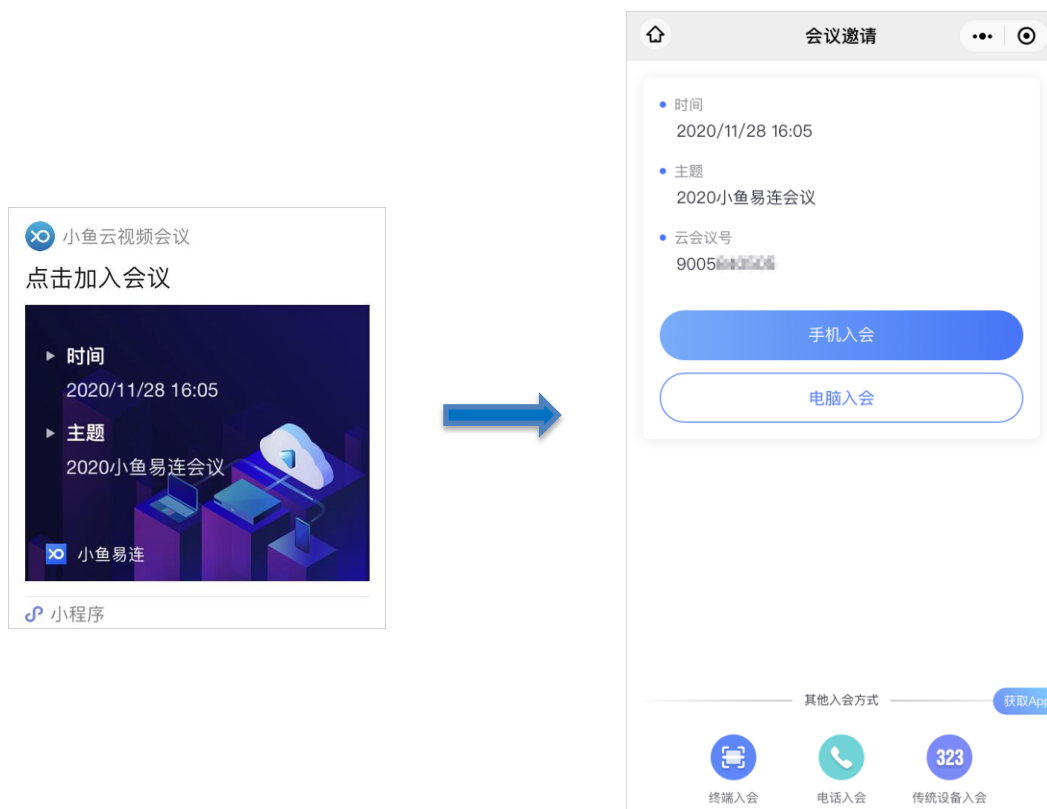 小鱼云视频会议
点击加入会议
时间
2020/11/28 16:05
主题
2020小鱼易连会议
小鱼易连
小程序
会议邀请
时间
2020/11/28 16:05
主题
2020小鱼易连会议
云会议号
9005
手机入会
电脑入会
其他入会方式
获取App
323
终端入会
电话入会
传统设备入会